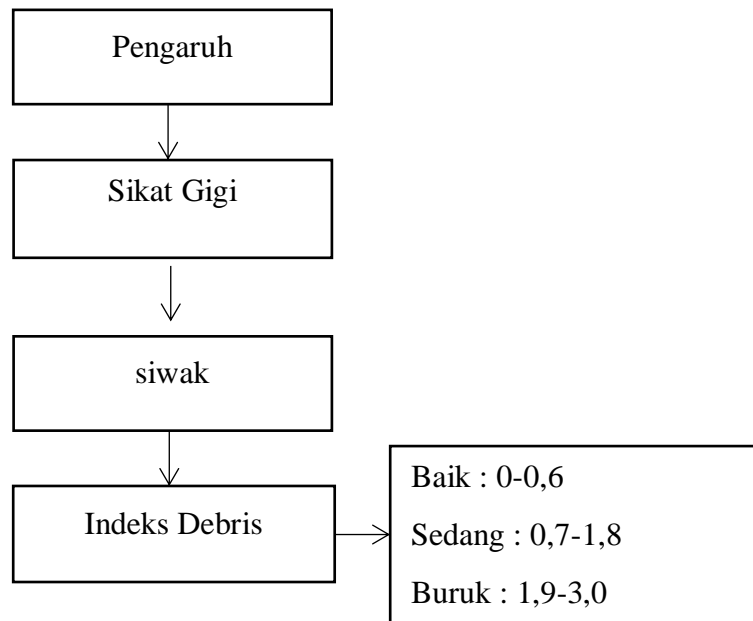 Pengaruh
Sikat Gigi
siwak
Indeks Debris
Baik : 0-0,6
Sedang : 0,7-1,8
Buruk : 1,9-3,0